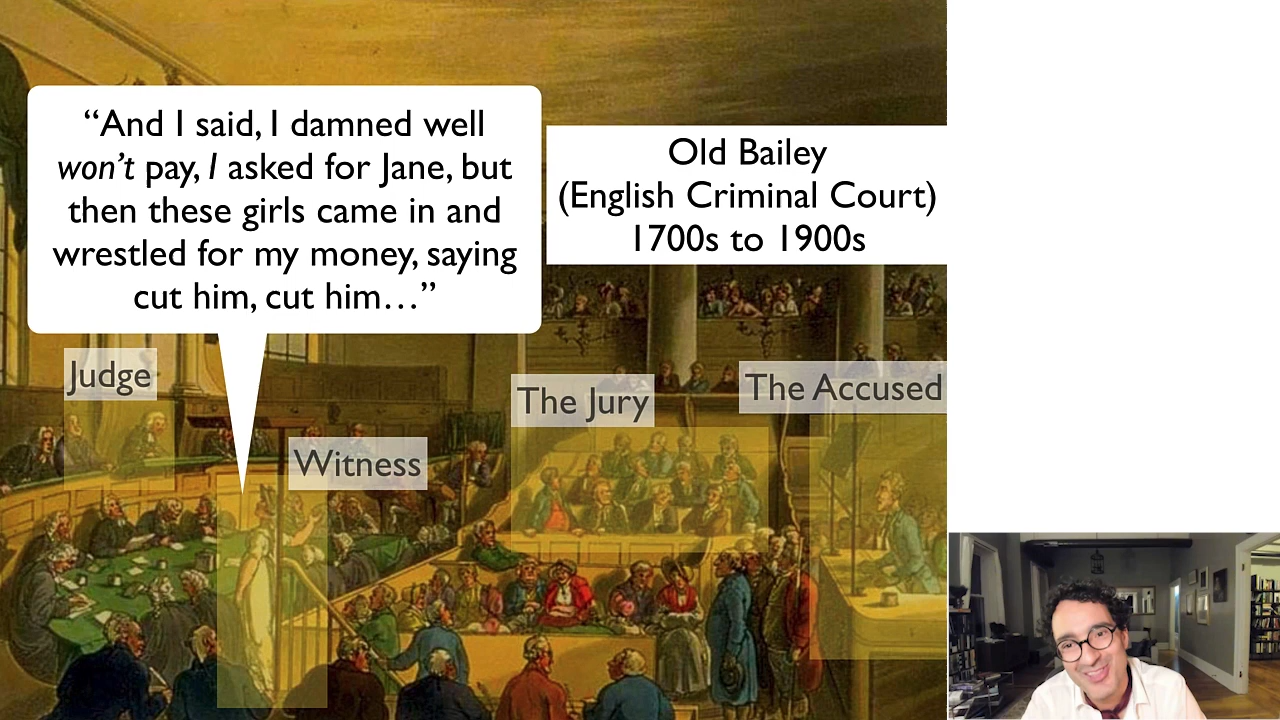 “And I said, I damned well
won’t pay, I asked for Jane, but
then these girls came in and
wrestled for my money, saying
cut him, cut him…”
Old Bailey
(English Criminal Court)
1700s to 1900s
Judge
Witness
The Jury
The Accused